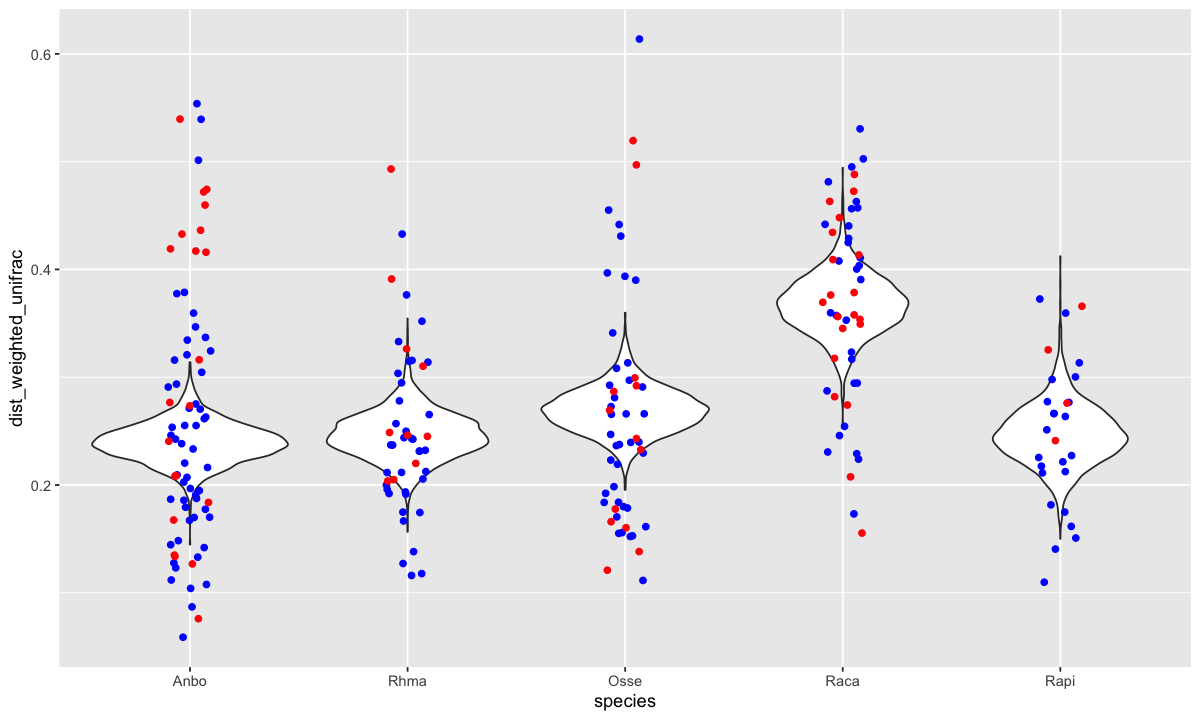 0.6
0.4
0.2
dist_weighted_unifrac
Anbo Rhma Osse Raca Rapi
species